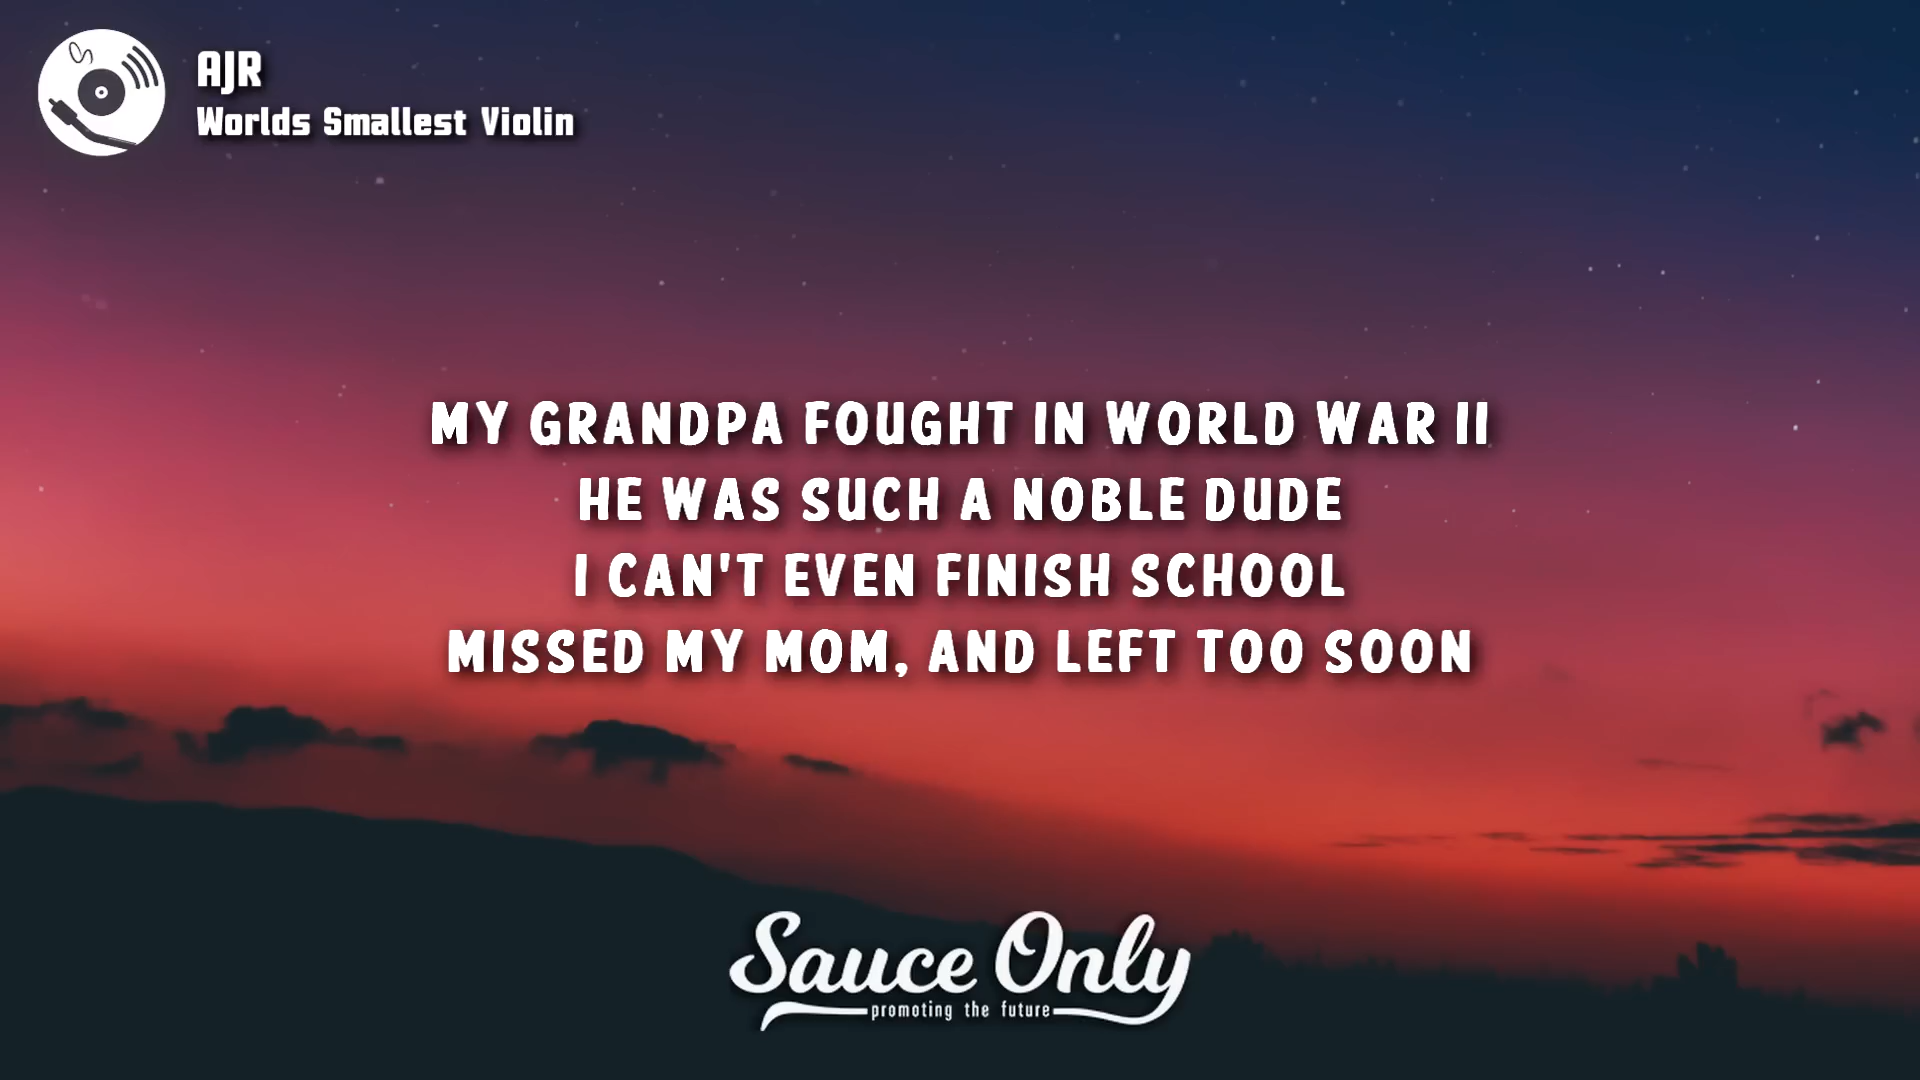 AJR
Worlds Smallest Violin
MY GRANDPA FOUGHT IN WORLD WAR II
HE WAS SUCH A NOBLE DUDE
I CAN'T EVEN FINISH SCHOOL
MISSED MY MOM, AND LEFT TOO SOON
Sauce Only
promoting the future